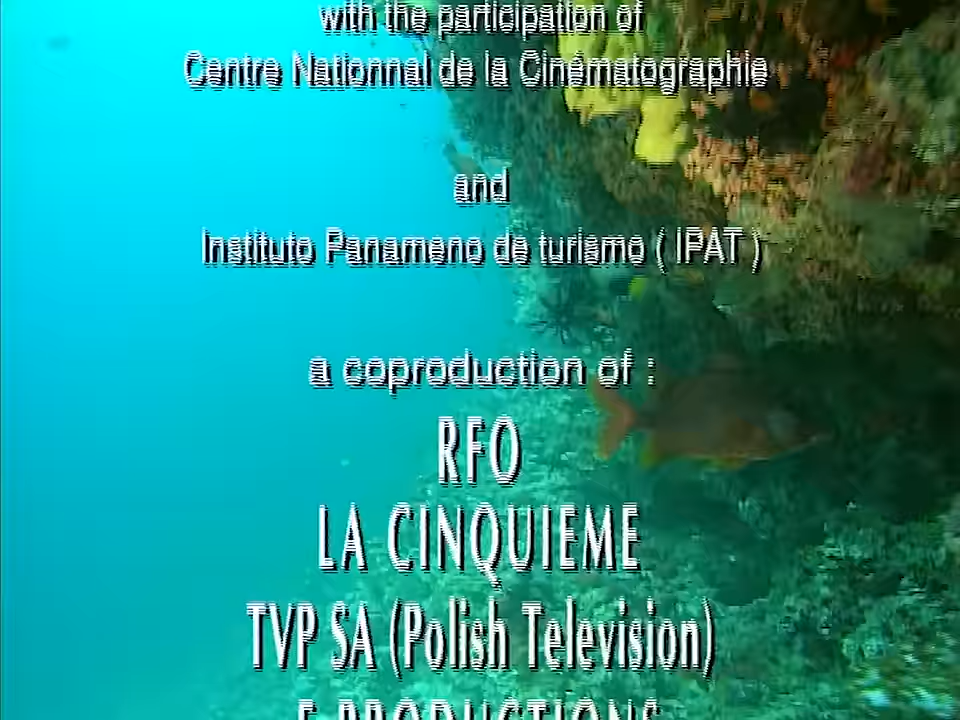 with the participation of
Centre Nationnal de la Cinématographie
and
Instituto Panameno de turismo ( IPAT )
a coproduction of :
RFO
LA CINQUIEME
TVP SA (Polish Television)
F PRODUCTIONS